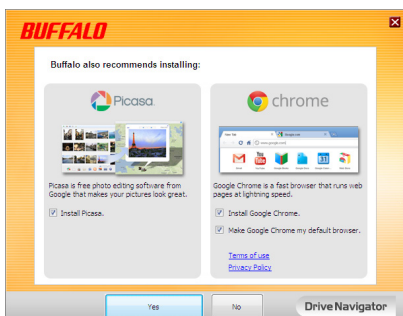 BUFFALO
Buffalo also recommends installing:
Picasa
Picasa is free photo editing software from
Google that makes your pictures look great.
Install Picasa.
chrome
Google Chrome is a fast browser that runs web
pages at lightning speed.
Install Google Chrome.
Make Google Chrome my default browser.
Terms of use
Privacy Policy
Yes
No
DriveNavigator